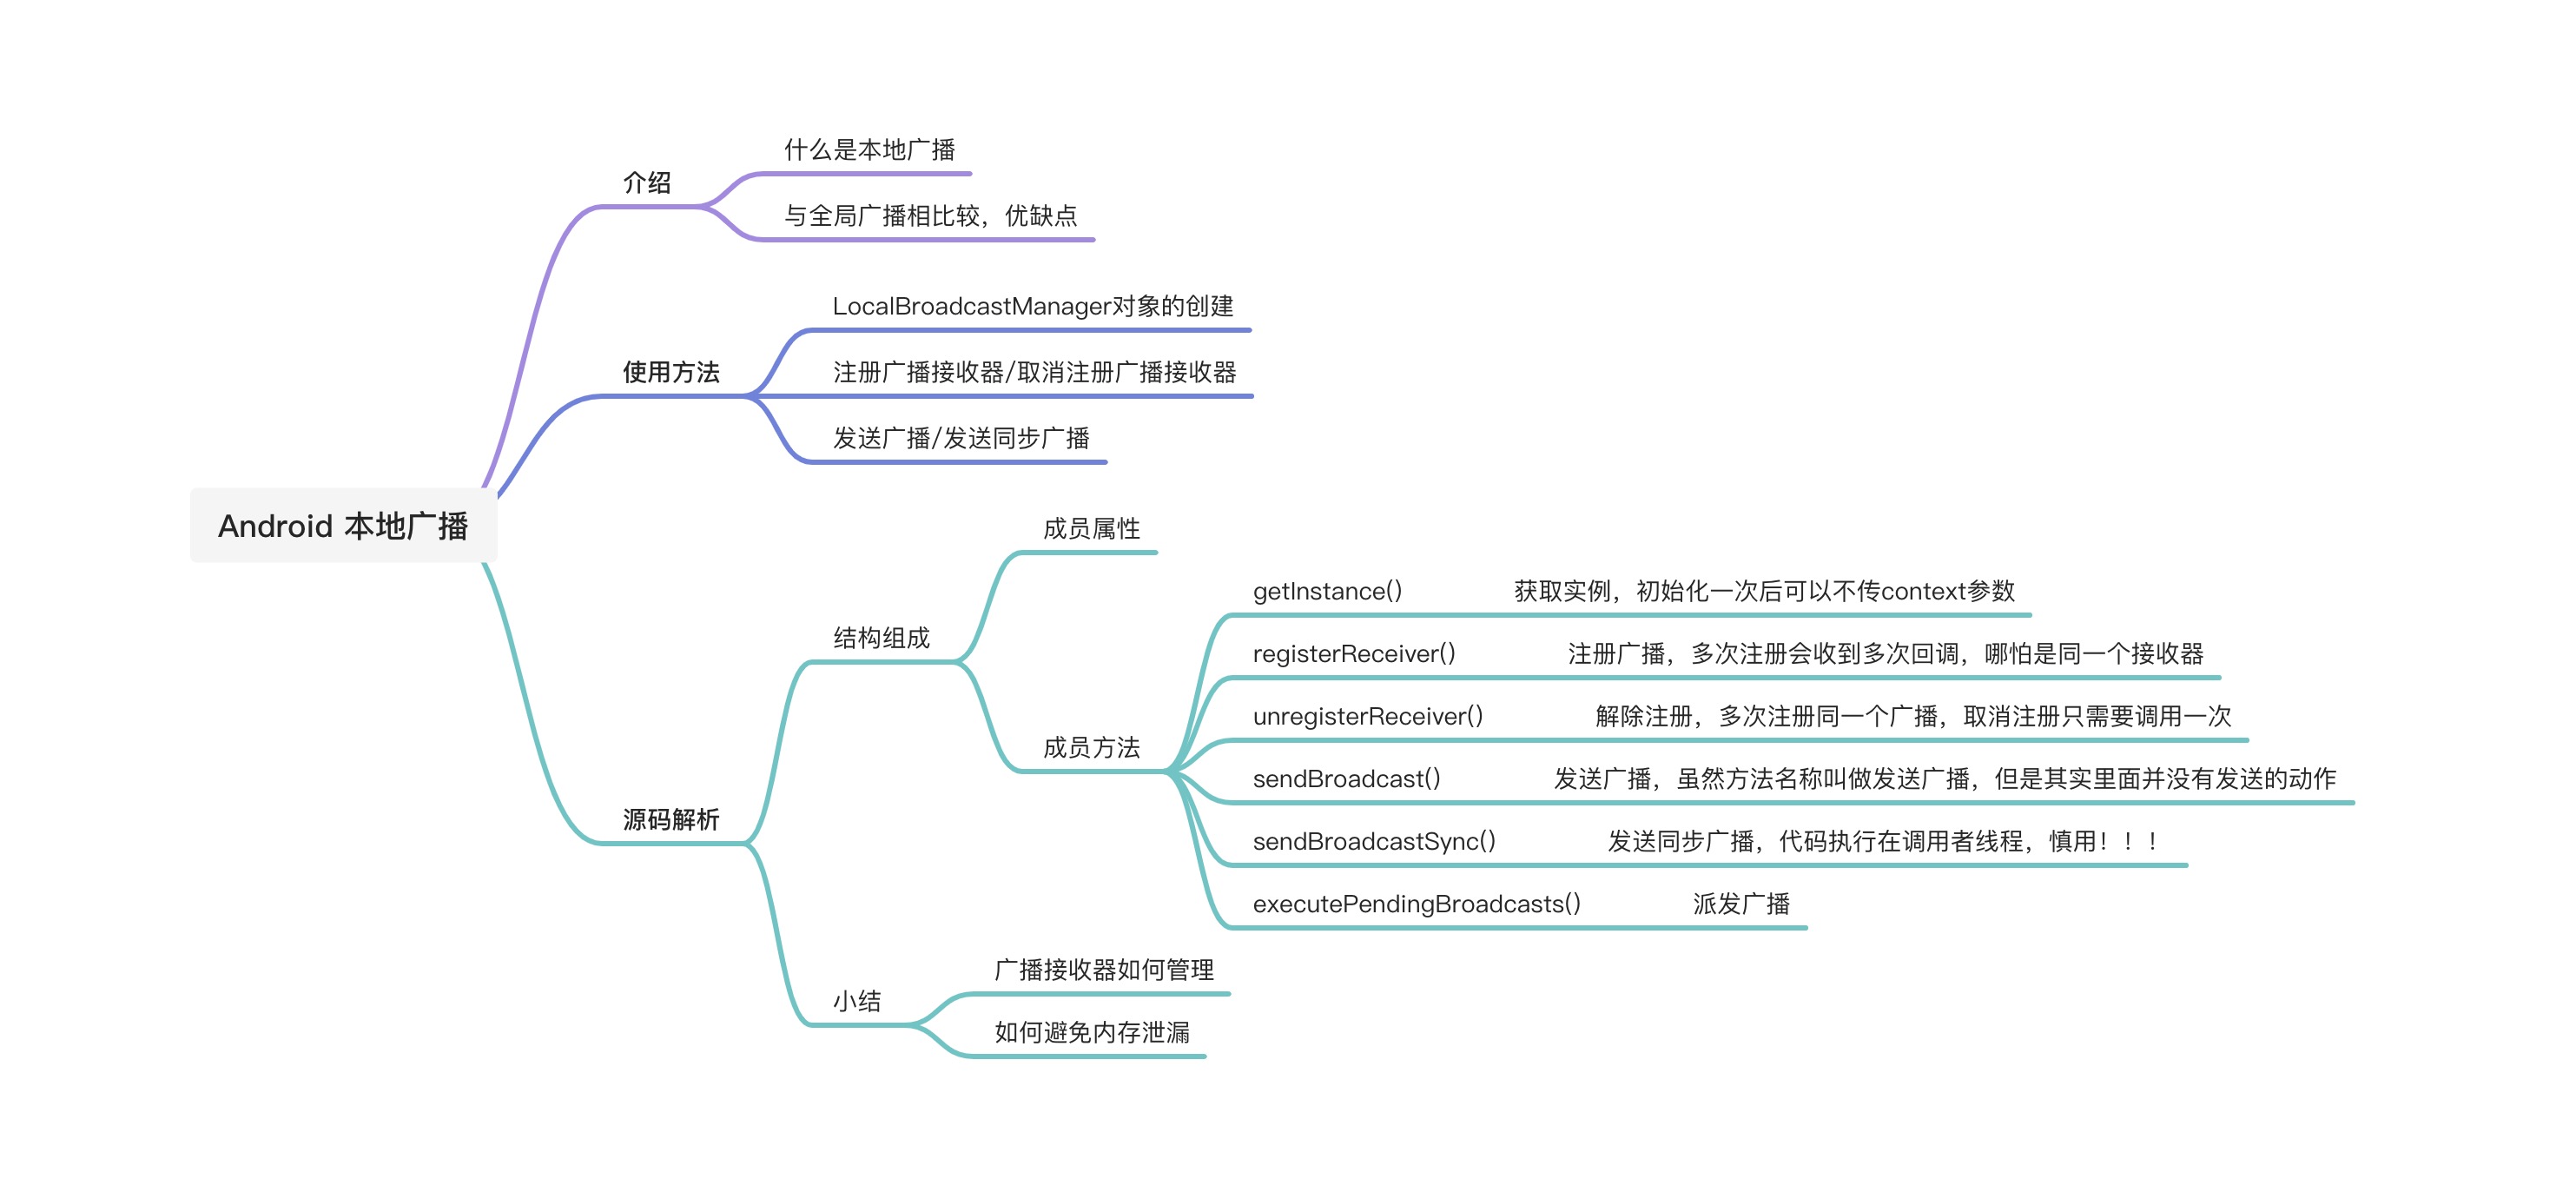 什么是本地广播
介绍
与全局广播相比较，优缺点
LocalBroadcastManager对象的创建
使用方法
注册广播接收器/取消注册广播接收器
发送广播/发送同步广播
Android 本地广播
成员属性
结构组成
getInstance() 获取实例，初始化一次后可以不传context参数
registerReceiver() 注册广播，多次注册会收到多次回调，哪怕是同一个接收器
unregisterReceiver() 解除注册，多次注册同一个广播，取消注册只需要调用一次
成员方法
sendBroadcast() 发送广播，虽然方法名称叫做发送广播，但是其实里面并没有发送的动作
sendBroadcastSync() 发送同步广播，代码执行在调用者线程，慎用！！！
executePendingBroadcasts() 派发广播
源码解析
广播接收器如何管理
小结
如何避免内存泄漏